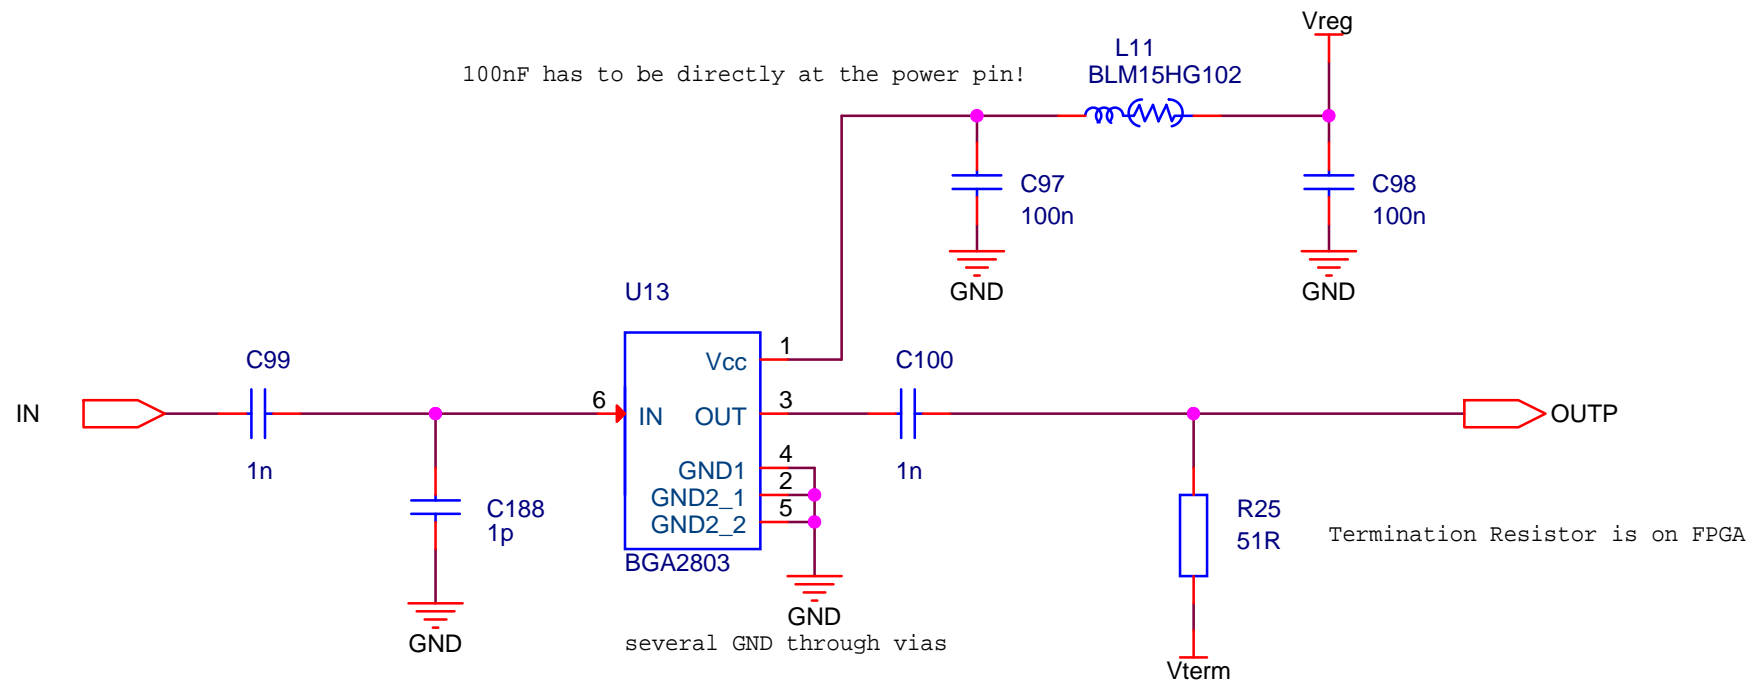 Vreg
L11
BLM15HG102
100nF has to be directly at the power pin!
C97
100n
C98
100n
GND
GND
U13
C99
Vcc
1
C100
IN
6
IN
OUT
3
OUTP
1n
GND1
4
1n
GND2_1
2
GND2_2
5
C188
1p
R25
51R
Termination Resistor is on FPGA
BGA2803
GND
GND
several GND through vias
Vterm